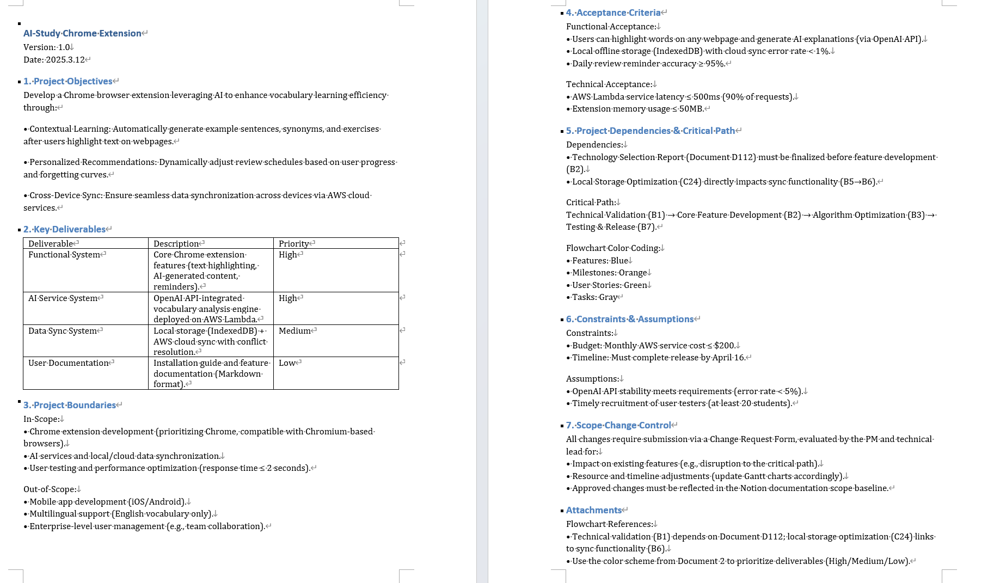 AI-Study Chrome Extension
Version: 1.0
Date: 2025.3.12
1. Project Objectives
Develop a Chrome browser extension leveraging AI to enhance vocabulary learning efficiency
through:
• Contextual Learning: Automatically generate example sentences, synonyms, and exercises
after users highlight text on webpages.
• Personalized Recommendations: Dynamically adjust review schedules based on user progress
and forgetting curves.
• Cross-Device Sync: Ensure seamless data synchronization across devices via AWS cloud
services.
2. Key Deliverables
Deliverable Description Priority
Functional System Core Chrome extension High
features (text highlighting,
AI-generated content,
reminders).
AI Service System OpenAI API-integrated High
vocabulary analysis engine
deployed on AWS Lambda.
Data Sync System Local storage (IndexedDB) + Medium
AWS cloud sync with conflict
resolution.
User Documentation Installation guide and feature Low
documentation (Markdown
format).
3. Project Boundaries
In-Scope:
• Chrome extension development (prioritizing Chrome, compatible with Chromium-based
browsers).
• AI services and local/cloud data synchronization.
• User testing and performance optimization (response time ≤ 2 seconds).
Out-of-Scope:
• Mobile app development (iOS/Android).
• Multilingual support (English vocabulary only).
• Enterprise-level user management (e.g., team collaboration).
4. Acceptance Criteria
Functional Acceptance:
• Users can highlight words on any webpage and generate AI explanations (via OpenAI API).
• Local offline storage (IndexedDB) with cloud sync error rate < 1%.
• Daily review reminder accuracy ≥ 95%.
Technical Acceptance:
• AWS Lambda service latency ≤ 500ms (90% of requests).
• Extension memory usage ≤ 50MB.
5. Project Dependencies & Critical Path
Dependencies:
• Technology Selection Report (Document D112) must be finalized before feature development
(B2).
• Local Storage Optimization (C24) directly impacts sync functionality (B5→B6).
Critical Path:
Technical Validation (B1) → Core Feature Development (B2) → Algorithm Optimization (B3) →
Testing & Release (B7).
Flowchart Color Coding:
• Features: Blue
• Milestones: Orange
• User Stories: Green
• Tasks: Gray
6. Constraints & Assumptions
Constraints:
• Budget: Monthly AWS service cost ≤ $200.
• Timeline: Must complete release by April 16.
Assumptions:
• OpenAI API stability meets requirements (error rate < 5%).
• Timely recruitment of user testers (at least 20 students).
7. Scope Change Control
All changes require submission via a Change Request Form, evaluated by the PM and technical
lead for:
• Impact on existing features (e.g., disruption to the critical path).
• Resource and timeline adjustments (update Gantt charts accordingly).
• Approved changes must be reflected in the Notion documentation scope baseline.
Attachments
Flowchart References:
• Technical validation (B1) depends on Document D112; local storage optimization (C24) links
to sync functionality (B6).
• Use the color scheme from Document 2 to prioritize deliverables (High/Medium/Low).